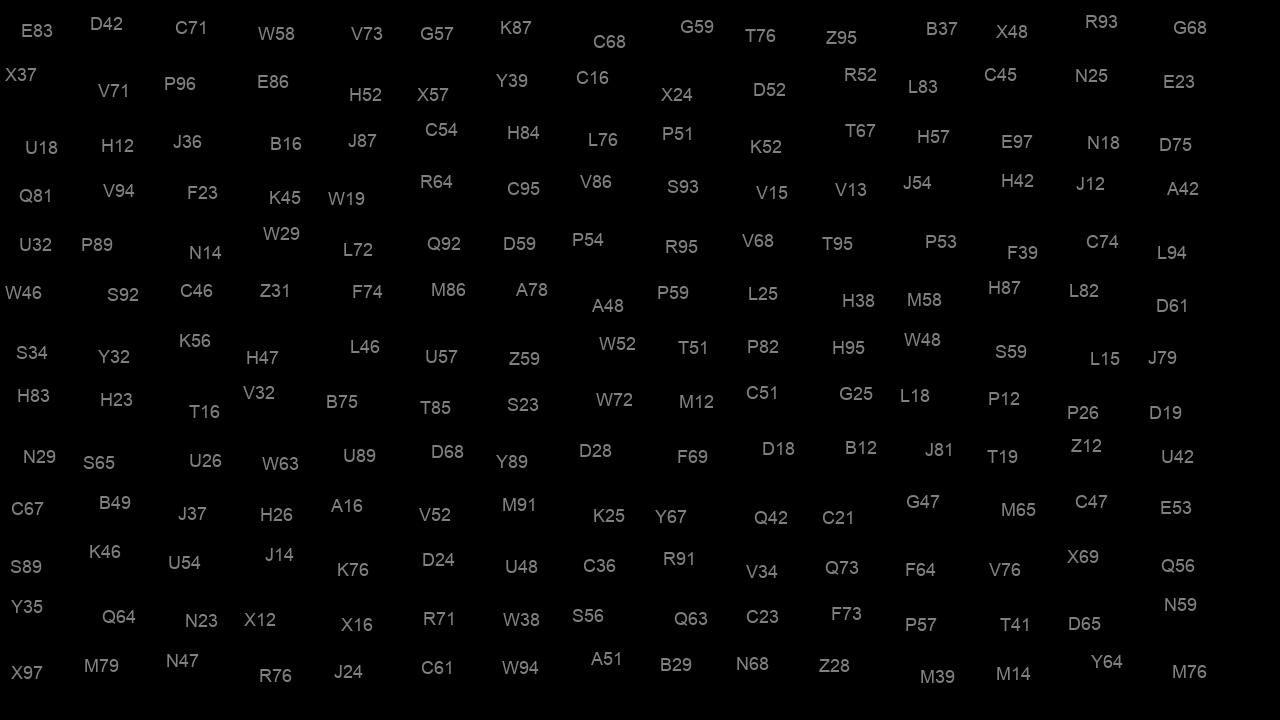 E83 D42 C71 W58 V73 G57 K87 C68 G59 T76 Z95 B37 X48 R93 G68
X37 V71 P96 E86 H52 X57 Y39 C16 X24 D52 R52 L83 C45 N25 E23
U18 H12 J36 B16 J87 C54 H84 L76 P51 K52 T67 H57 E97 N18 D75
Q81 V94 F23 K45 W19 R64 C95 V86 S93 V15 V13 J54 H42 J12 A42
U32 P89 N14 W29 L72 Q92 D59 P54 R95 V68 T95 P53 F39 C74 L94
W46 S92 C46 Z31 F74 M86 A78 A48 P59 L25 H38 M58 H87 L82 D61
S34 Y32 K56 H47 L46 U57 Z59 W52 T51 P82 H95 W48 S59 L15 J79
H83 H23 T16 V32 B75 T85 S23 W72 M12 C51 G25 L18 P12 P26 D19
N29 S65 U26 W63 U89 D68 Y89 D28 F69 D18 B12 J81 T19 Z12 U42
C67 B49 J37 H26 A16 V52 M91 K25 Y67 Q42 C21 G47 M65 C47 E53
S89 K46 U54 J14 K76 D24 U48 C36 R91 V34 Q73 F64 V76 X69 Q56
Y35 Q64 N23 X12 X16 R71 W38 S56 Q63 C23 F73 P57 T41 D65 N59
X97 M79 N47 R76 J24 C61 W94 A51 B29 N68 Z28 M39 M14 Y64 M76